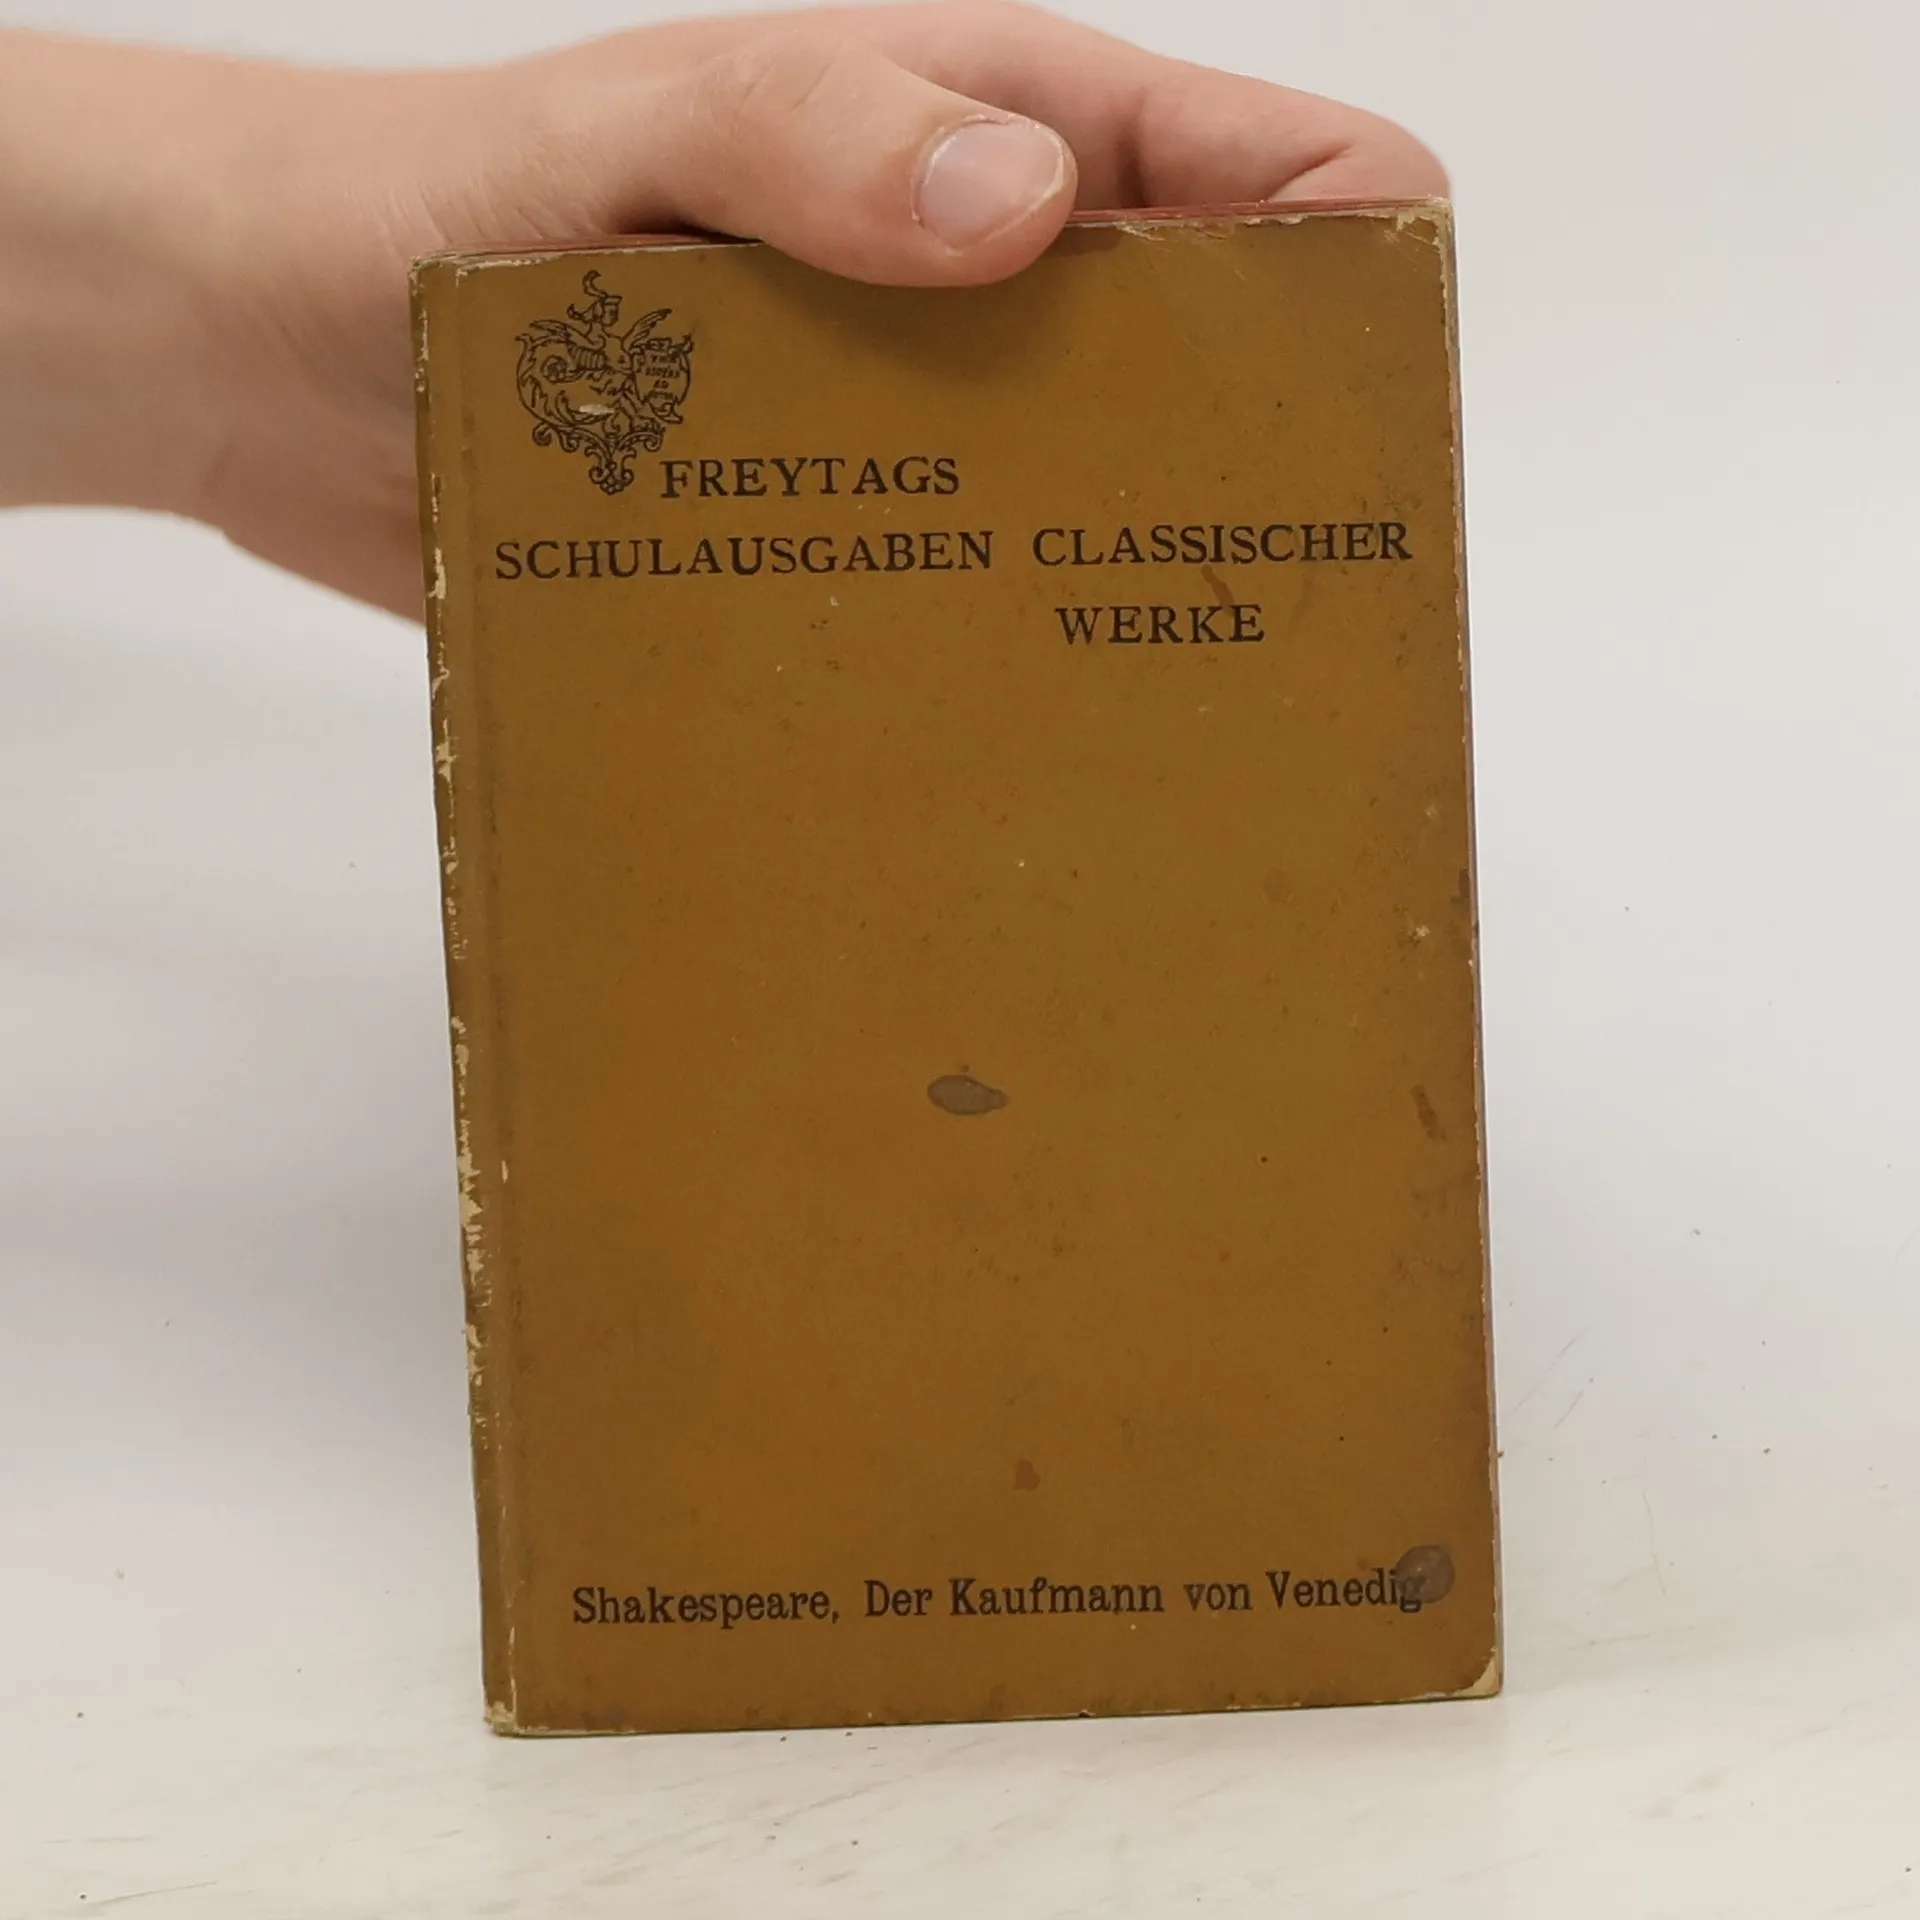 FREYTAGS
SCHULAUSGABEN CLASSISCHER
WERKE
Shakespeare, Der Kaufmann von Venedig